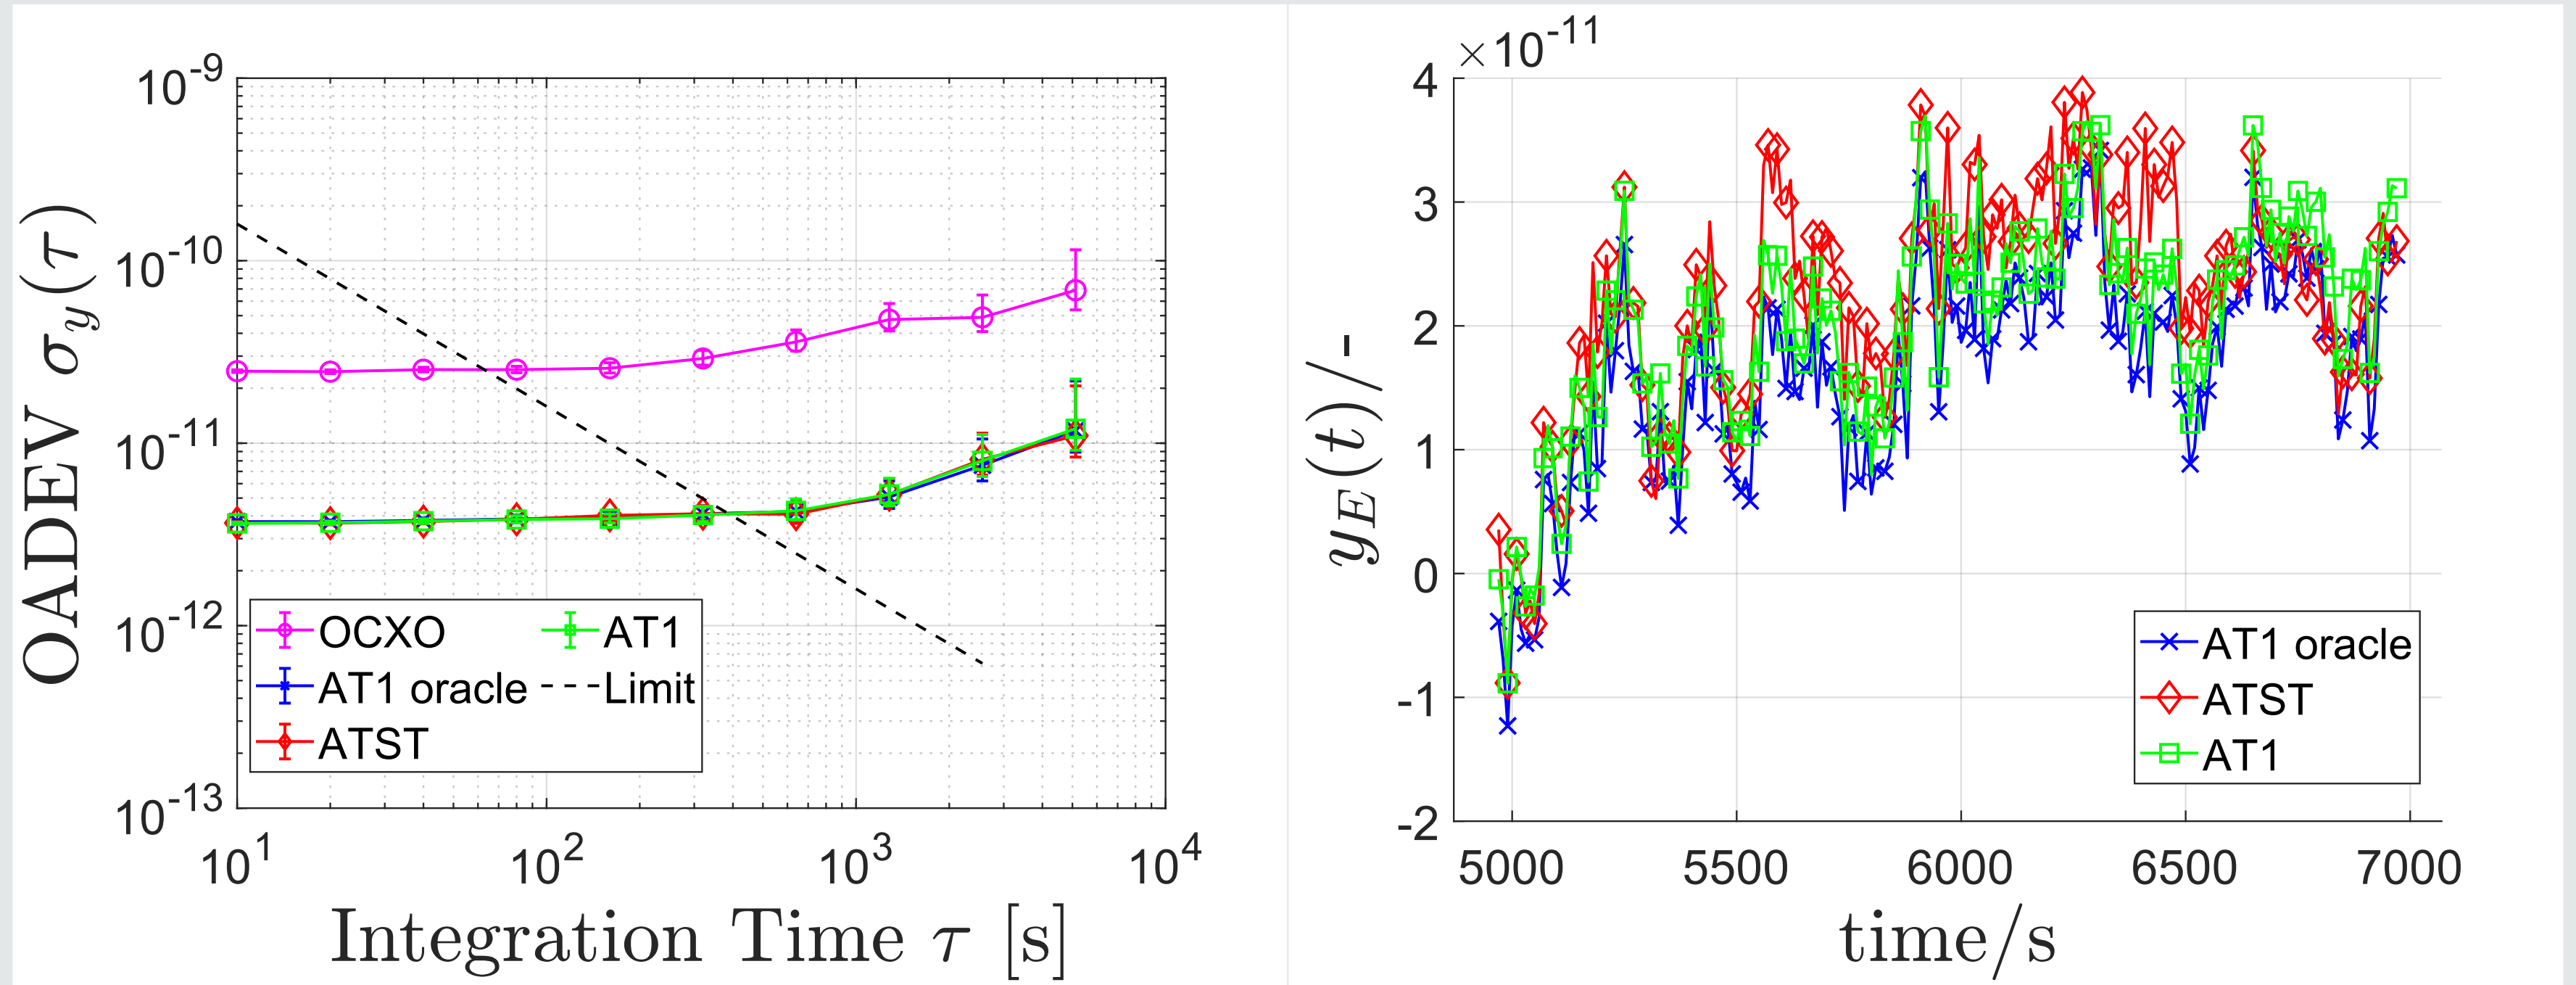 OADEV σ_y(τ)
10^-9
10^-10
10^-11
10^-12
10^-13
10^1 10^2 10^3 10^4
Integration Time τ [s]
OCXO AT1
AT1 oracle Limit
ATST
×10^-11
y_E(t)/-
4
3
2
1
0
-1
-2
5000 5500 6000 6500 7000
time/s
AT1 oracle
ATST
AT1